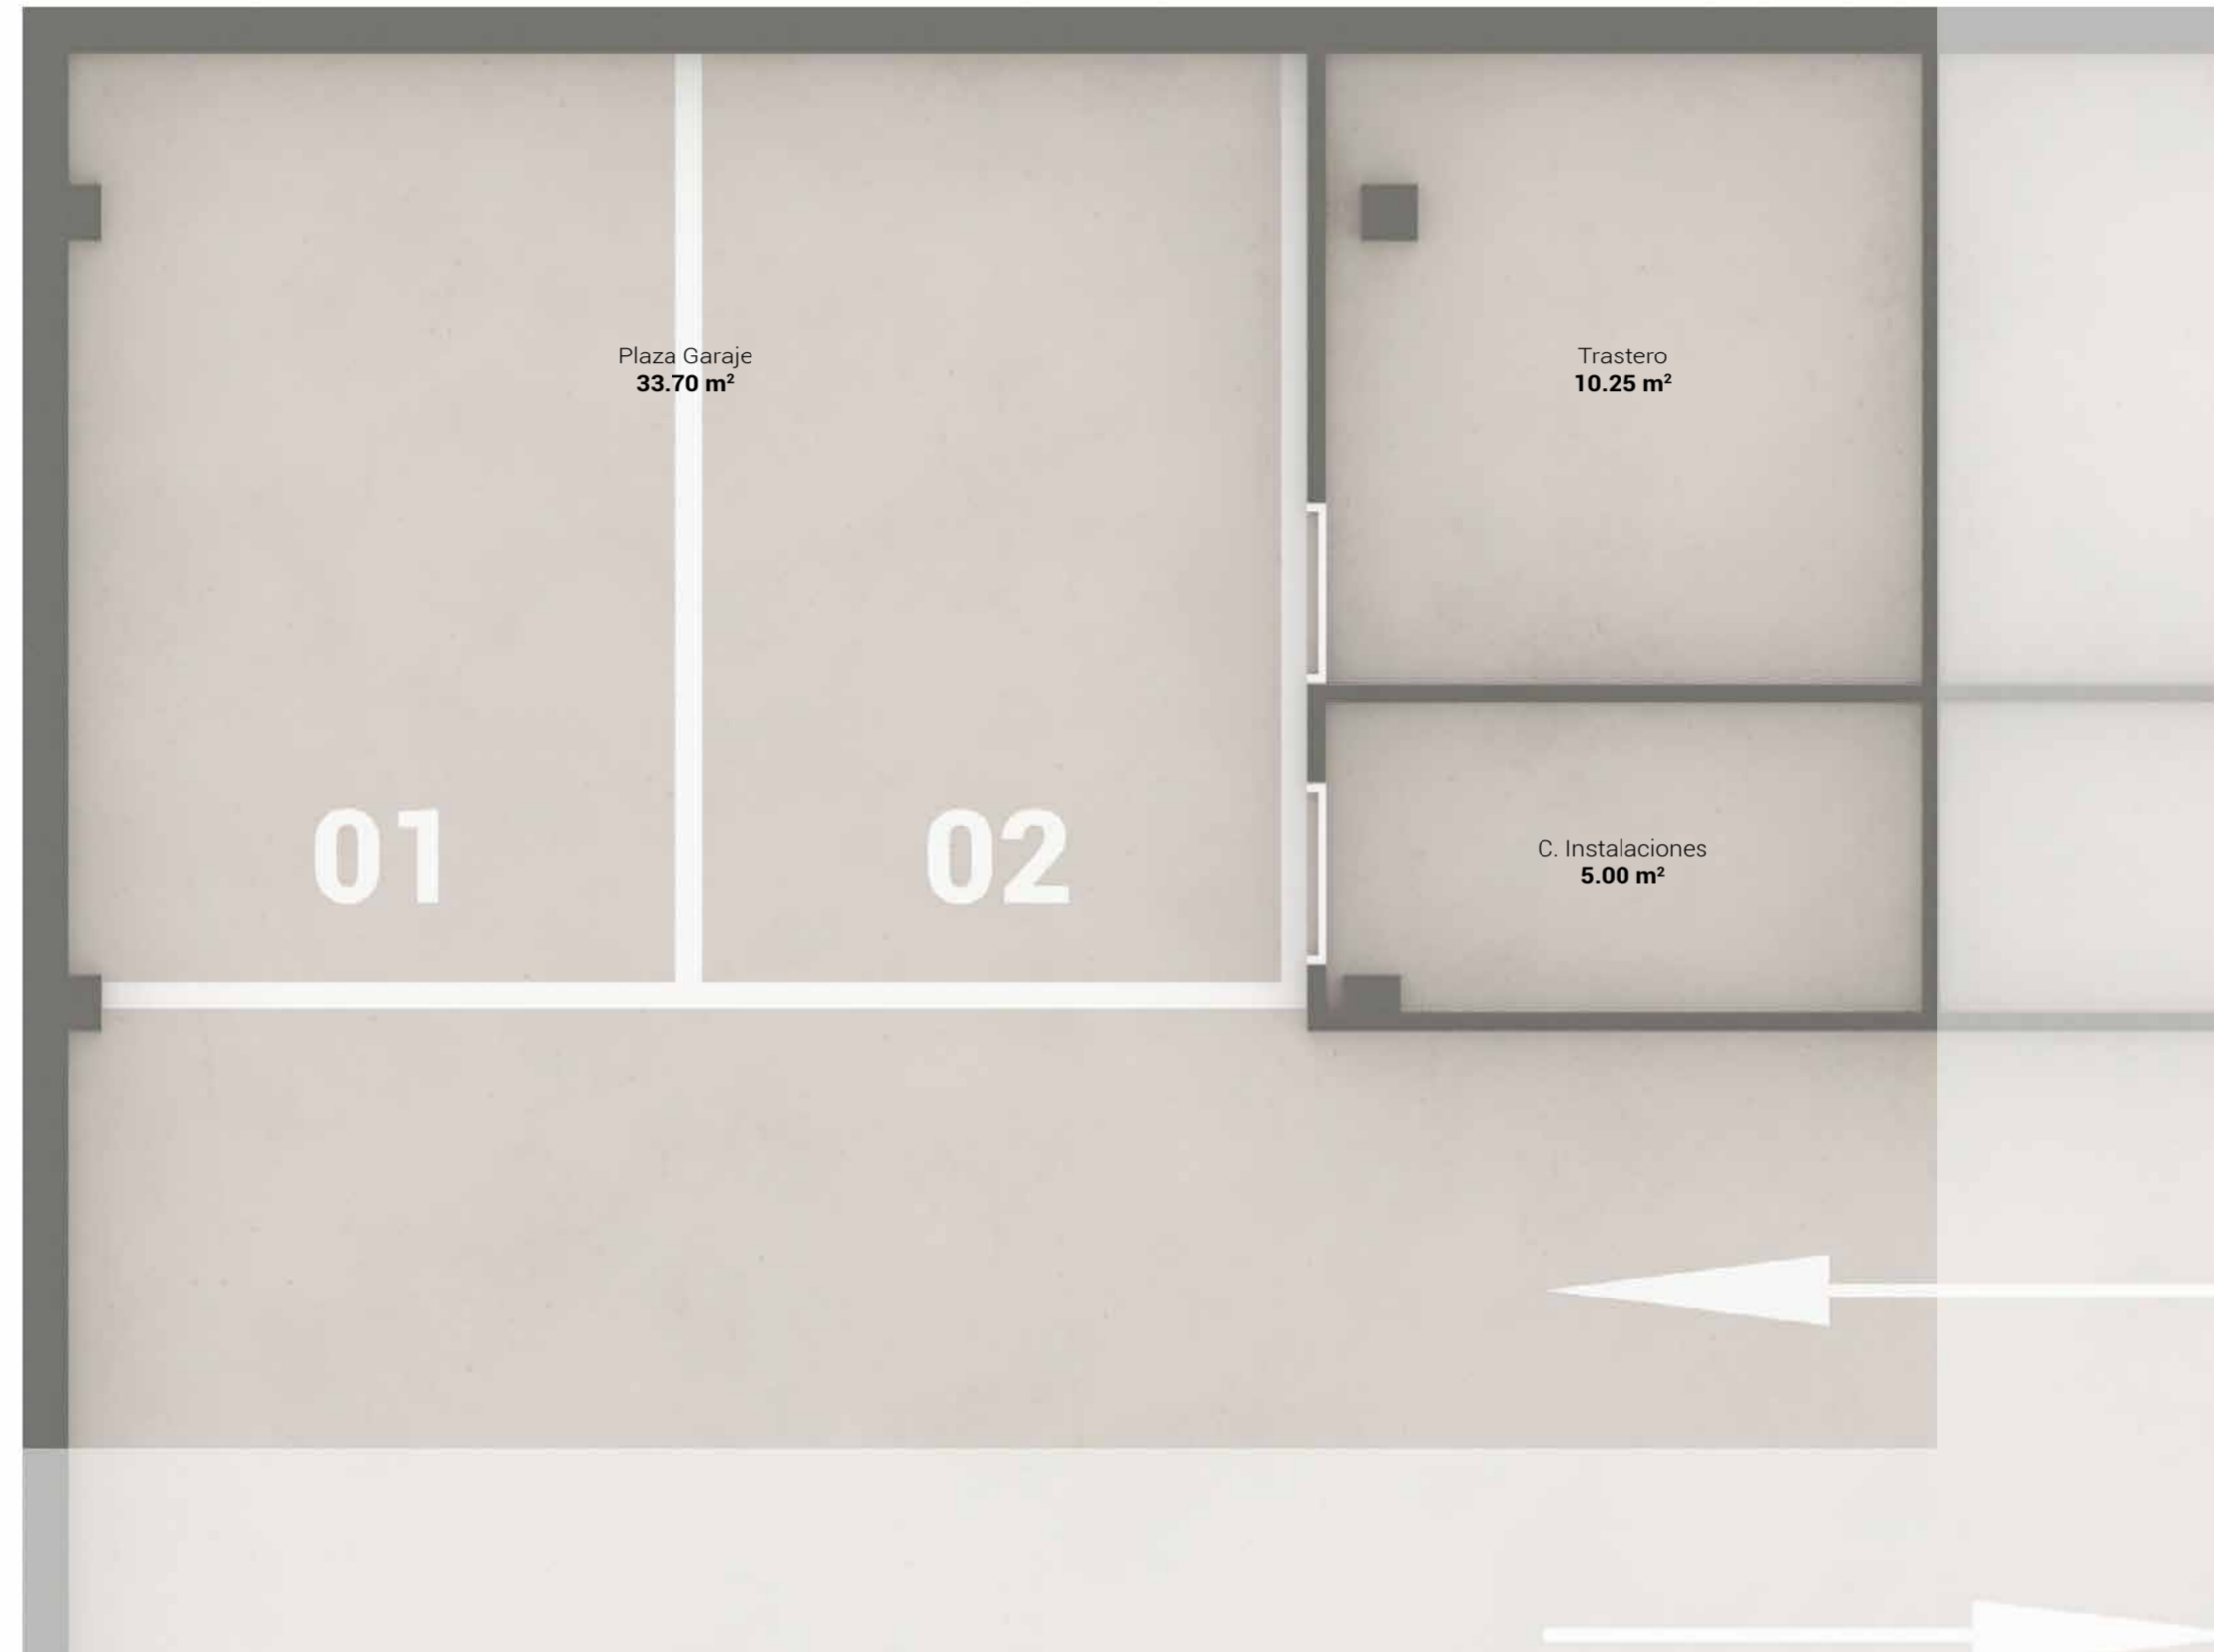 Plaza Garaje
33.70 m²
Trastero
10.25 m²
01
02
C. Instalaciones
5.00 m²